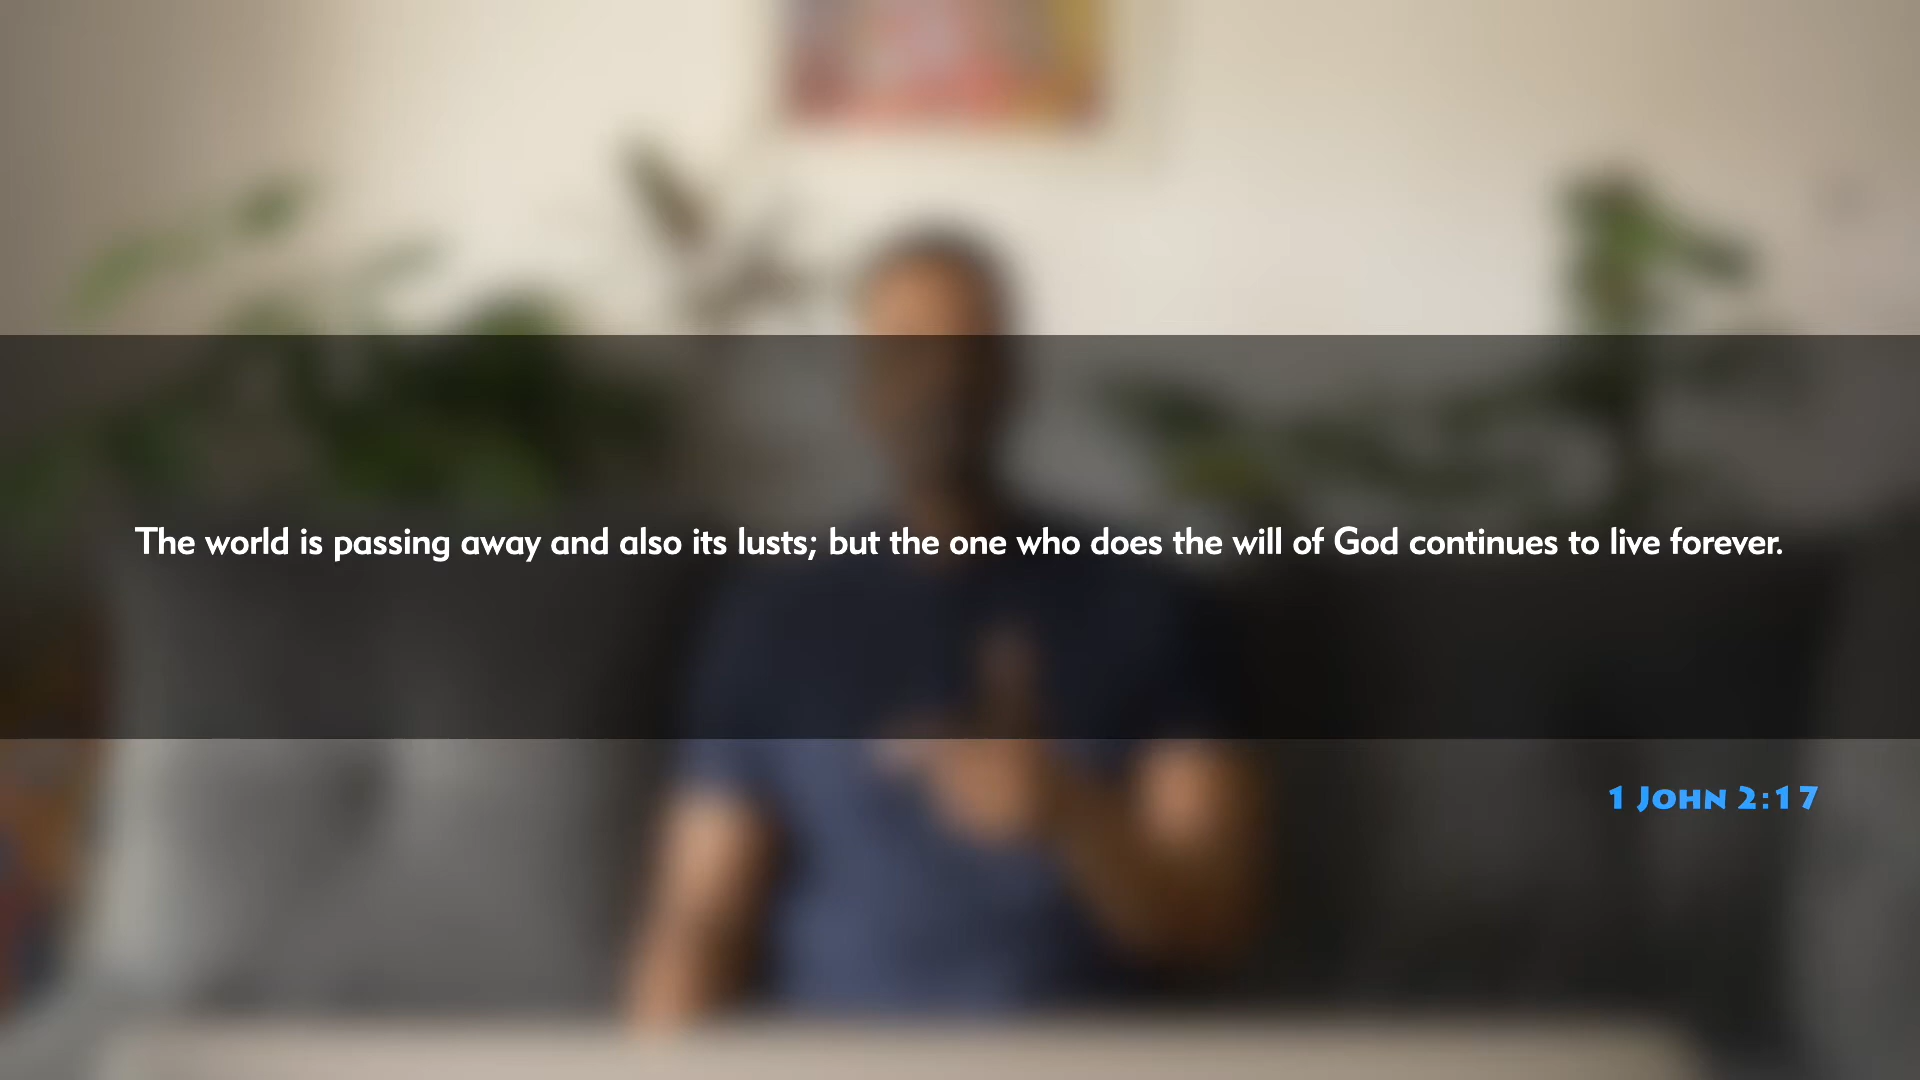 The world is passing away and also its lusts; but the one who does the will of God continues to live forever.
1 John 2:17